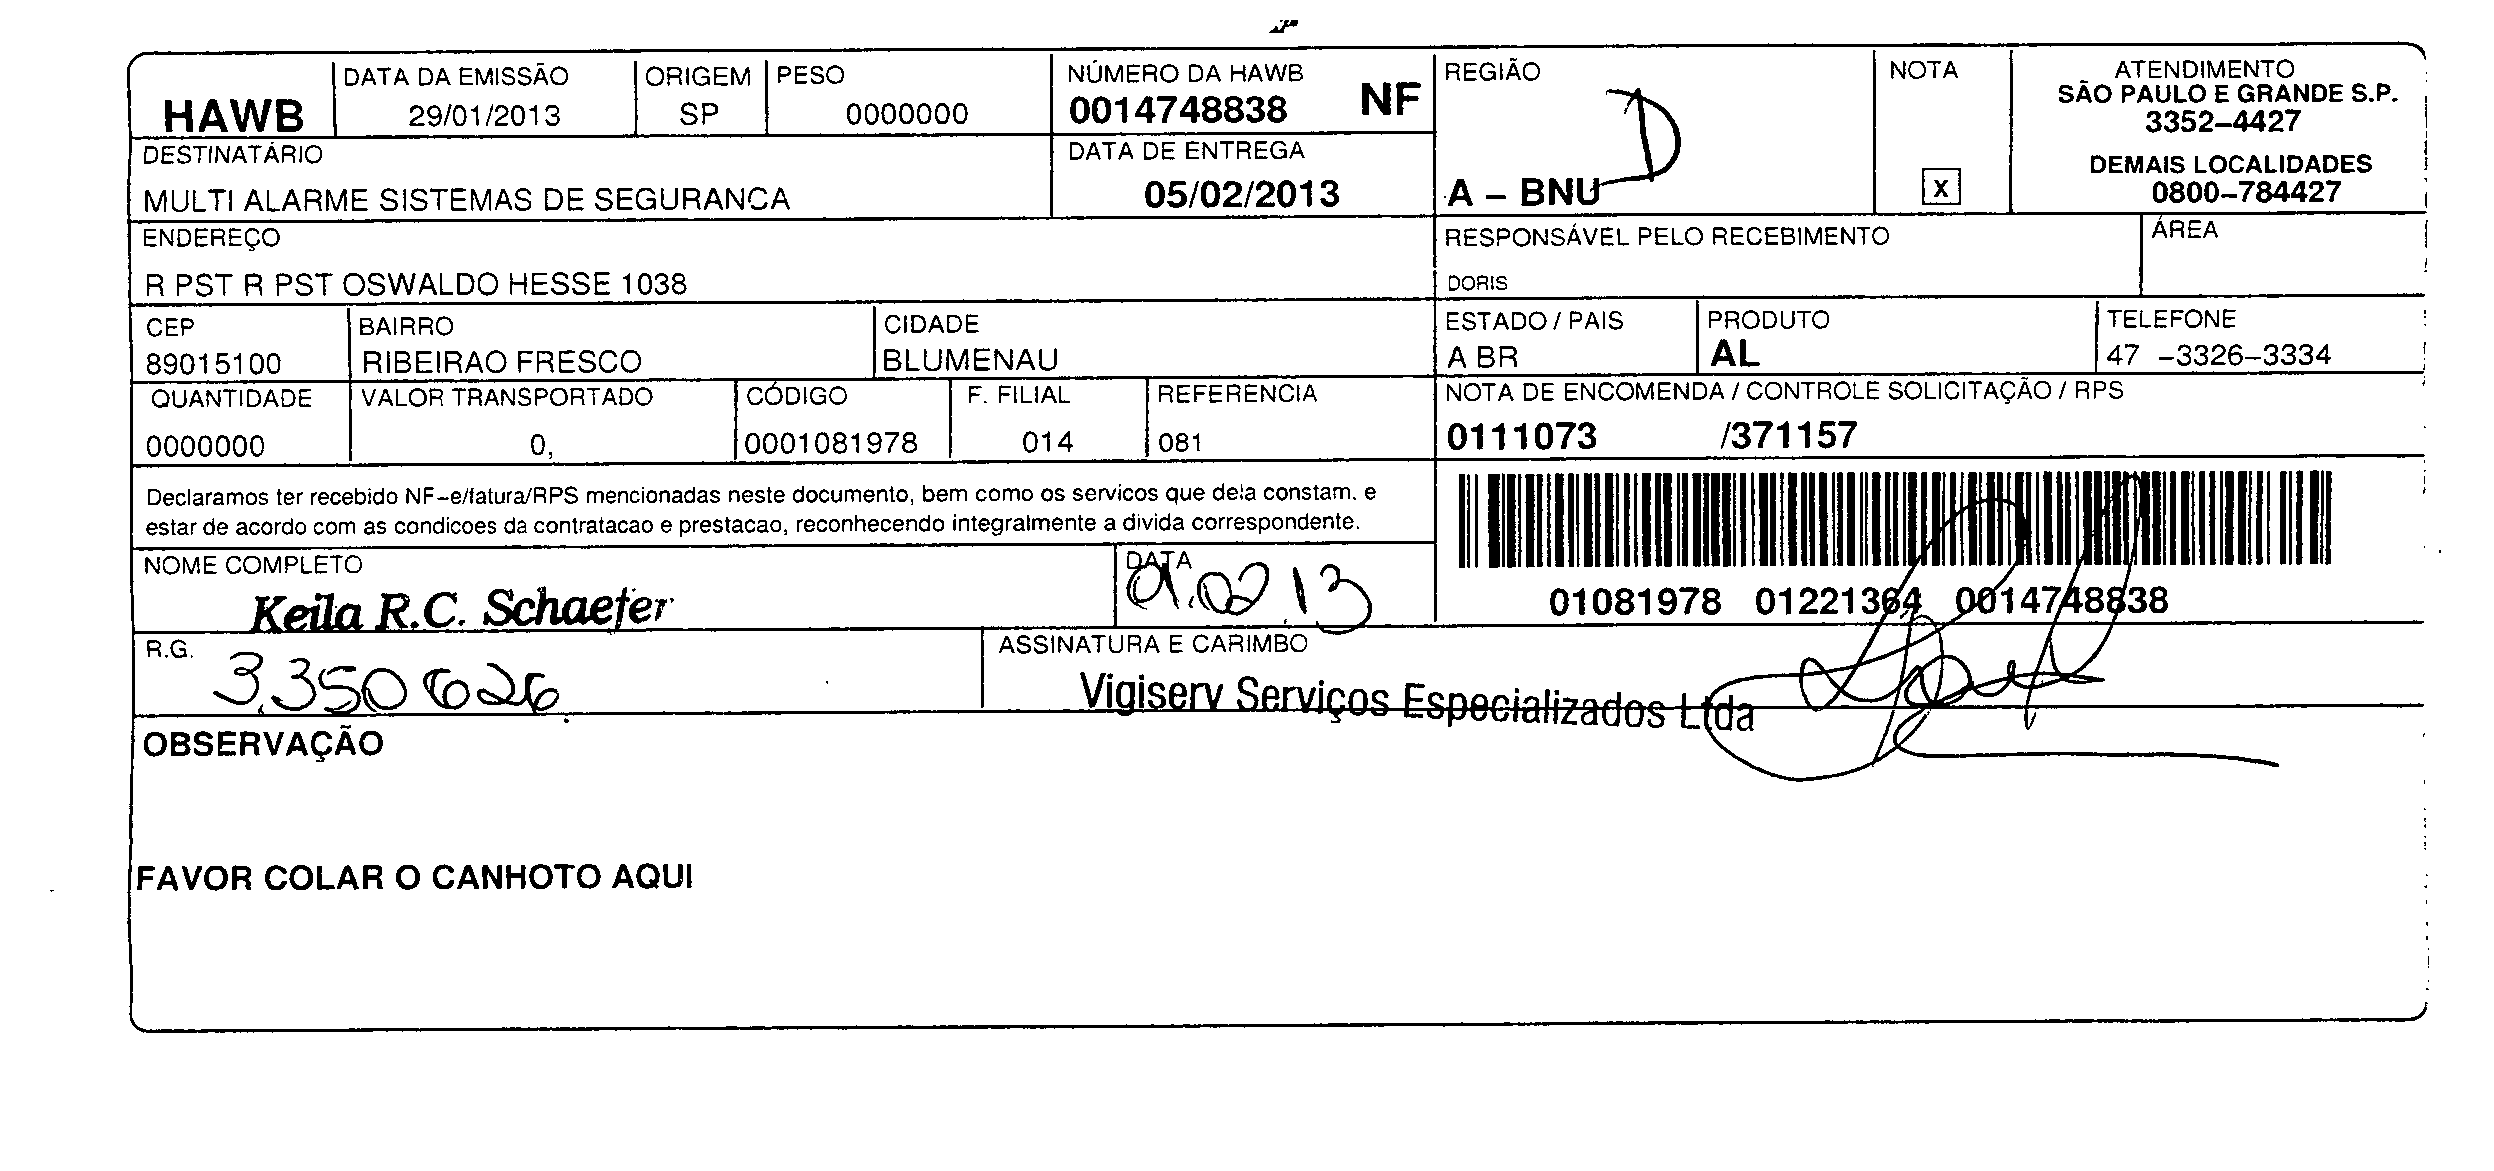 HAWB
DATA DA EMISSÃO
29/01/2013
ORIGEM
SP
PESO
0000000
NÚMERO DA HAWB
0014748838 NF
REGIÃO
D
A – BNU
NOTA
X
ATENDIMENTO
SÃO PAULO E GRANDE S.P.
3352–4427
DEMAIS LOCALIDADES
0800–784427
DESTINATÁRIO
MULTI ALARME SISTEMAS DE SEGURANCA
DATA DE ENTREGA
05/02/2013
ENDEREÇO
R PST R PST OSWALDO HESSE 1038
RESPONSÁVEL PELO RECEBIMENTO
DORIS
ÁREA
CEP
89015100
BAIRRO
RIBEIRAO FRESCO
CIDADE
BLUMENAU
ESTADO / PAIS
A BR
PRODUTO
AL
TELEFONE
47 –3326–3334
QUANTIDADE
0000000
VALOR TRANSPORTADO
0,
CÓDIGO
0001081978
F. FILIAL
014
REFERENCIA
081
NOTA DE ENCOMENDA / CONTROLE SOLICITAÇÃO / RPS
0111073 /371157
Declaramos ter recebido NF–e/fatura/RPS mencionadas neste documento, bem como os servicos que dela constam. e
estar de acordo com as condicoes da contratacao e prestacao, reconhecendo integralmente a divida correspondente.
01081978 01221364 0014748838
NOME COMPLETO
Keila R.C. Schaefer
DATA
R.G.
3.350 626
ASSINATURA E CARIMBO
Vigiserv Serviços Especializados Ltda
OBSERVAÇÃO
FAVOR COLAR O CANHOTO AQUI